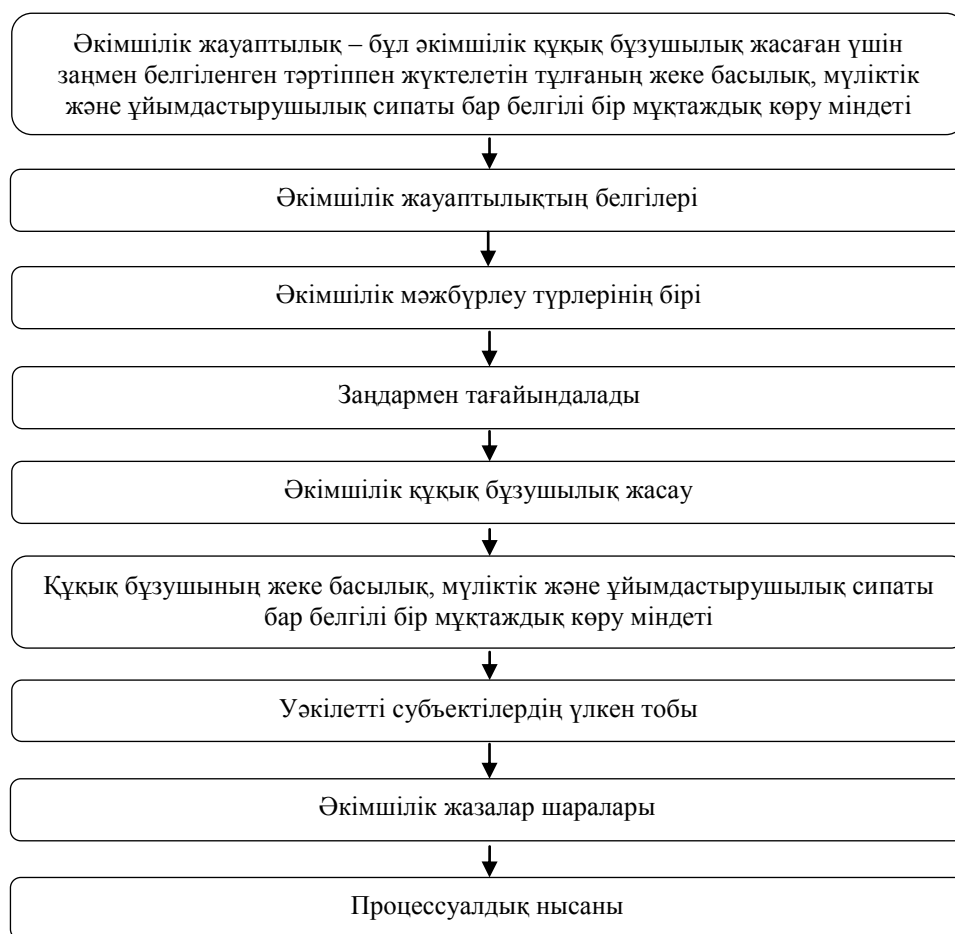 Әкімшілік жауаптылық – бұл әкімшілік құқық бұзушылық жасаған үшін
заңмен белгіленген тәртіппен жүктелетін тұлғаның жеке басылық, мүліктік
және ұйымдастырушылық сипаты бар белгілі бір мұқтаждық көру міндеті
Әкімшілік жауаптылықтың белгілері
Әкімшілік мәжбүрлеу түрлерінің бірі
Заңдармен тағайындалады
Әкімшілік құқық бұзушылық жасау
Құқық бұзушының жеке басылық, мүліктік және ұйымдастырушылық сипаты
бар белгілі бір мұқтаждық көру міндеті
Уәкілетті субъектілердің үлкен тобы
Әкімшілік жазалар шаралары
Процессуалдық нысаны